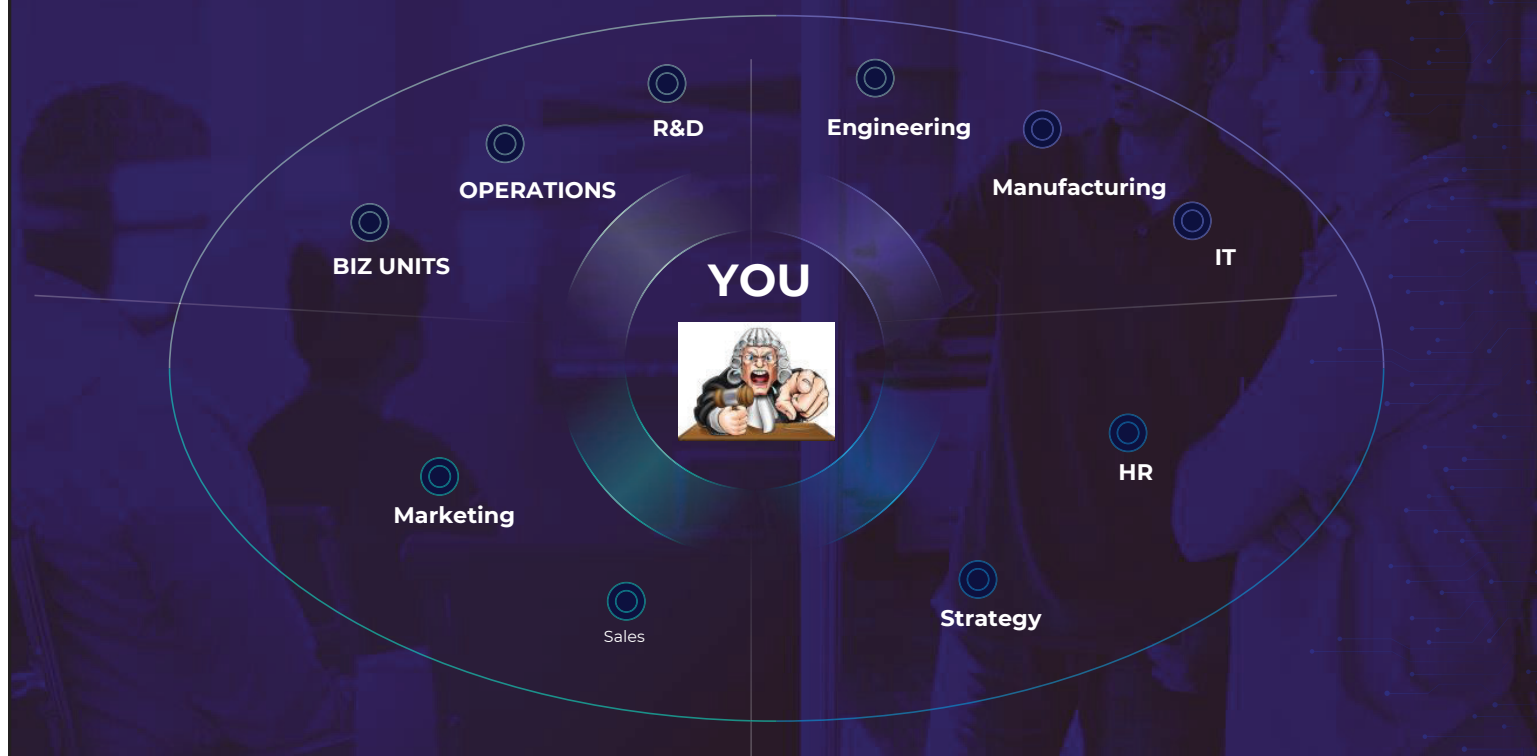 R&D
Engineering
OPERATIONS
Manufacturing
BIZ UNITS
IT
YOU
HR
Marketing
Strategy
Sales